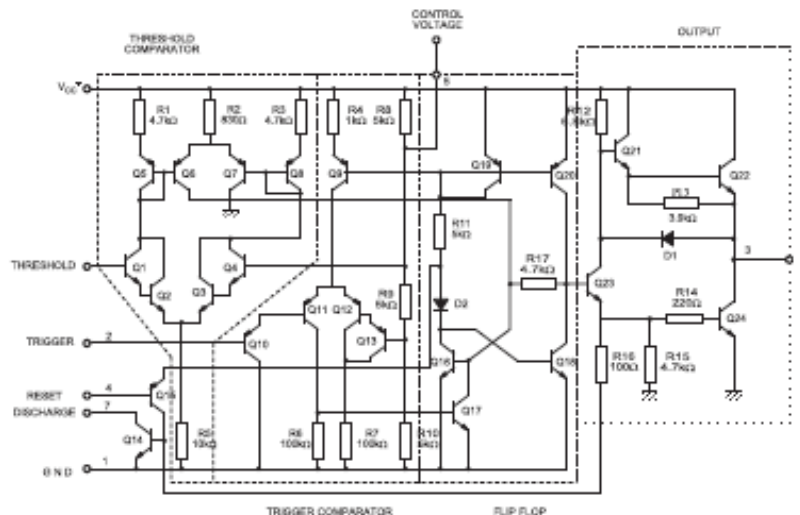 CONTROL
VOLTAGE
THRESHOLD
COMPARATOR
OUTPUT
5
Vcc
R1
4.7kΩ
R2
830Ω
R3
4.7kΩ
R4
1kΩ
R8
5kΩ
R12
6.8kΩ
Q5
Q6
Q7
Q8
Q9
Q19
Q20
Q21
Q22
R11
5kΩ
3.9kΩ
D1
THRESHOLD
Q1
Q2
Q3
Q4
R17
4.7kΩ
Q23
3
R9
5kΩ
D2
R14
220Ω
Q24
TRIGGER
2
Q10
Q11
Q12
Q13
Q16
Q18
R16
100Ω
R15
4.7kΩ
RESET
4
Q15
DISCHARGE
7
Q14
Q17
R5
10kΩ
R6
100kΩ
R7
100kΩ
R10
5kΩ
GND
1
TRIGGER COMPARATOR
FLIP FLOP